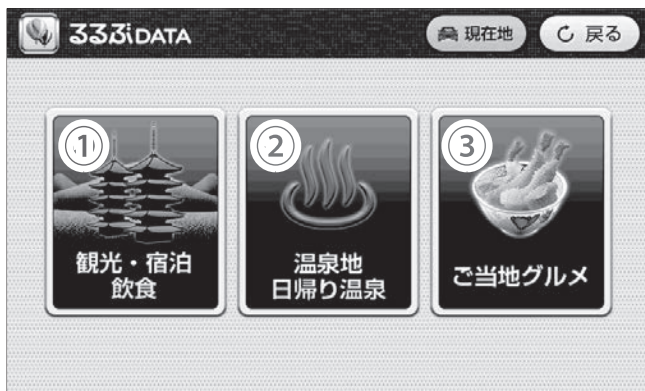 るるぶDATA
現在地
戻る
①
②
③
観光・宿泊
飲食
温泉地
日帰り温泉
ご当地グルメ